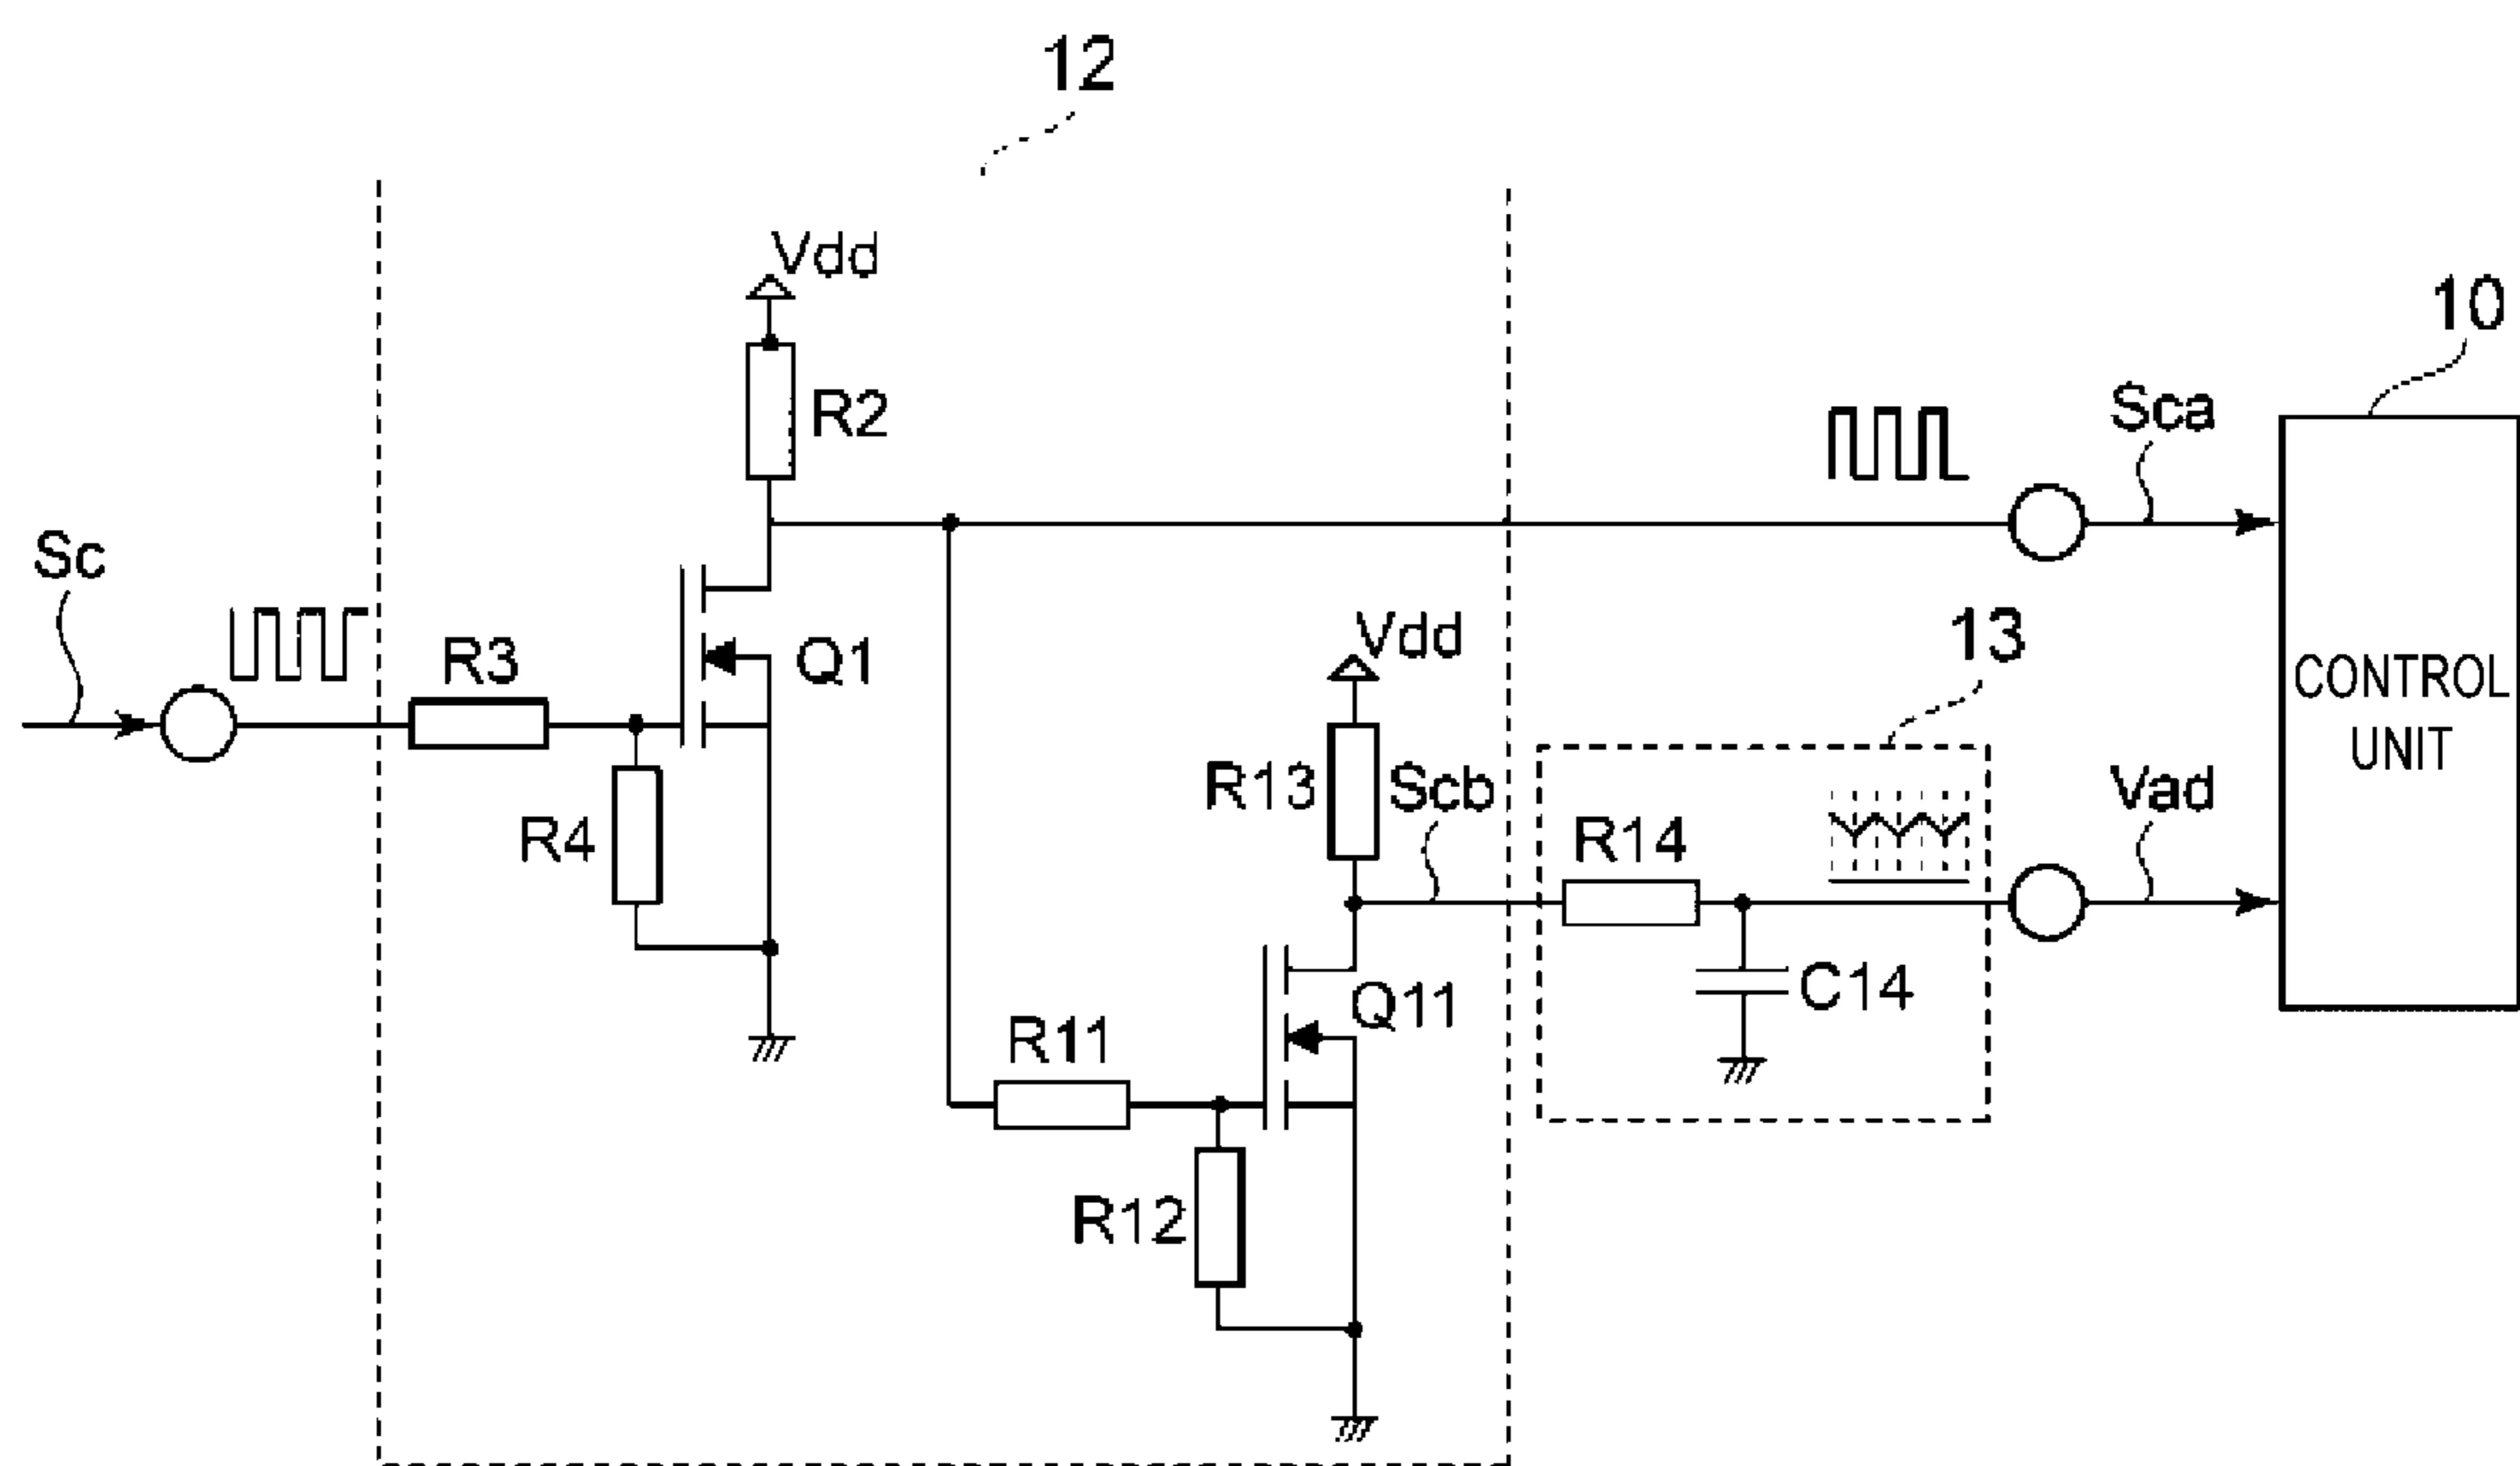 12
Vdd
10
R2
Sca
Sc
Vdd
13
R3
Q1
CONTROL
UNIT
R13
Scb
Vad
R4
R14
Q11
C14
R11
R12